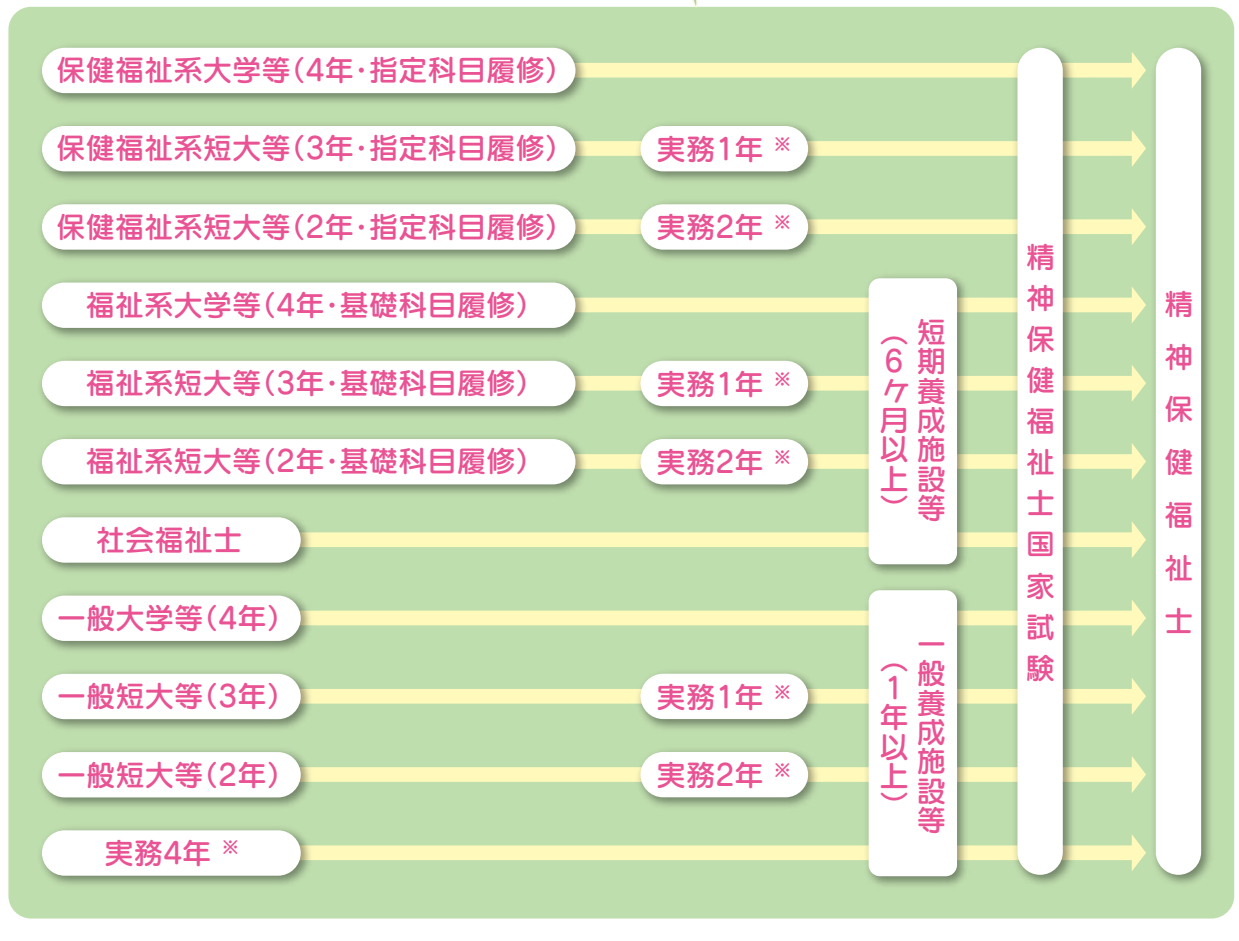 保健福祉系大学等(4年・指定科目履修)
保健福祉系短大等(3年・指定科目履修)
実務1年 ※
保健福祉系短大等(2年・指定科目履修)
実務2年 ※
福祉系大学等(4年・基礎科目履修)
福祉系短大等(3年・基礎科目履修)
実務1年 ※
福祉系短大等(2年・基礎科目履修)
実務2年 ※
社会福祉士
短期養成施設等
(6ケ月以上)
一般大学等(4年)
一般短大等(3年)
実務1年 ※
一般短大等(2年)
実務2年 ※
実務4年 ※
一般養成施設等
(1年以上)
精神保健福祉士国家試験
精神保健福祉士